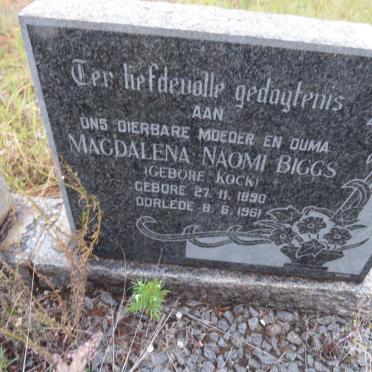 Ter liefdevolle gedagtenis
AAN
ONS DIERBARE MOEDER EN OUMA
MAGDALENA NAOMI BIGGS
(GEBORE KOCK)
GEBORE 27. 11. 1890
OORLEDE 8. 6. 1961